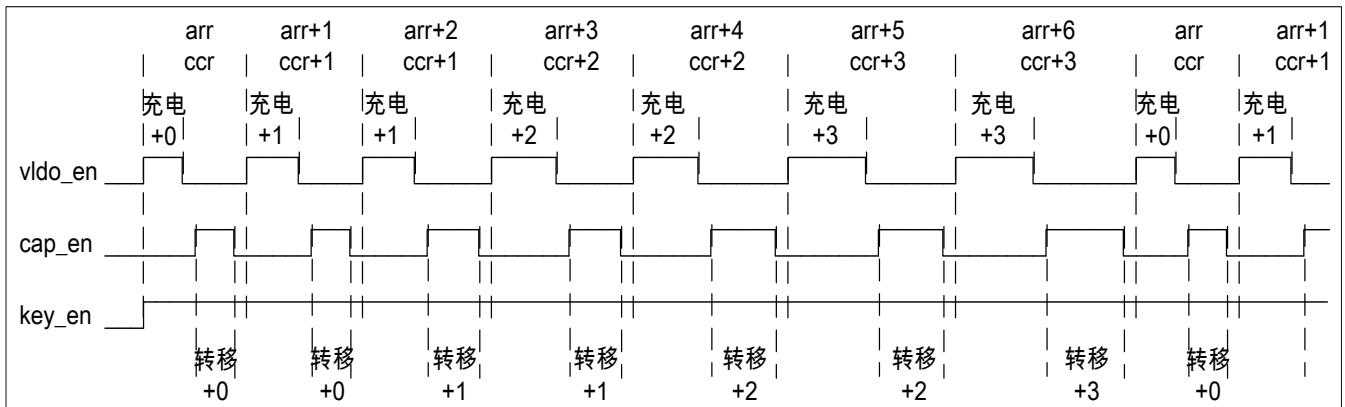 arr arr+1 arr+2 arr+3 arr+4 arr+5 arr+6 arr arr+1
ccr ccr+1 ccr+1 ccr+2 ccr+2 ccr+3 ccr+3 ccr ccr+1
充电 充电 充电 充电 充电 充电 充电 充电 充电
+0 +1 +1 +2 +2 +3 +3 +0 +1
vldo_en
cap_en
key_en
转移 转移 转移 转移 转移 转移 转移 转移
+0 +0 +1 +1 +2 +2 +3 +0